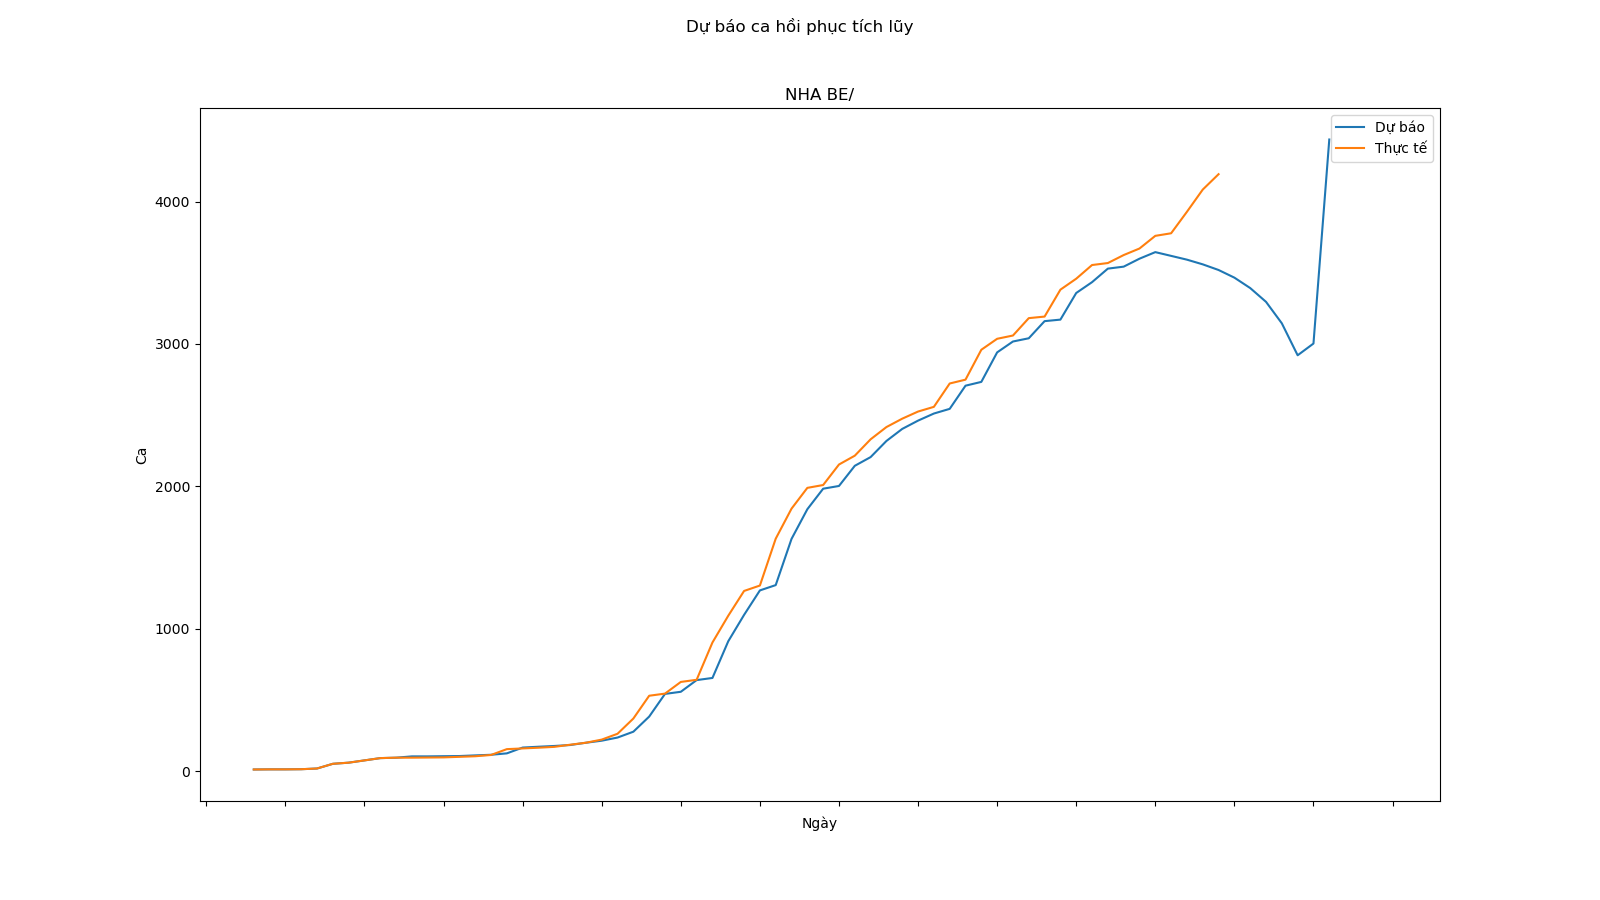 Dự báo ca hồi phục tích lũy
NHA BE/
Dự báo
Thực tế
4000
3000
2000
1000
0
Ca
Ngày